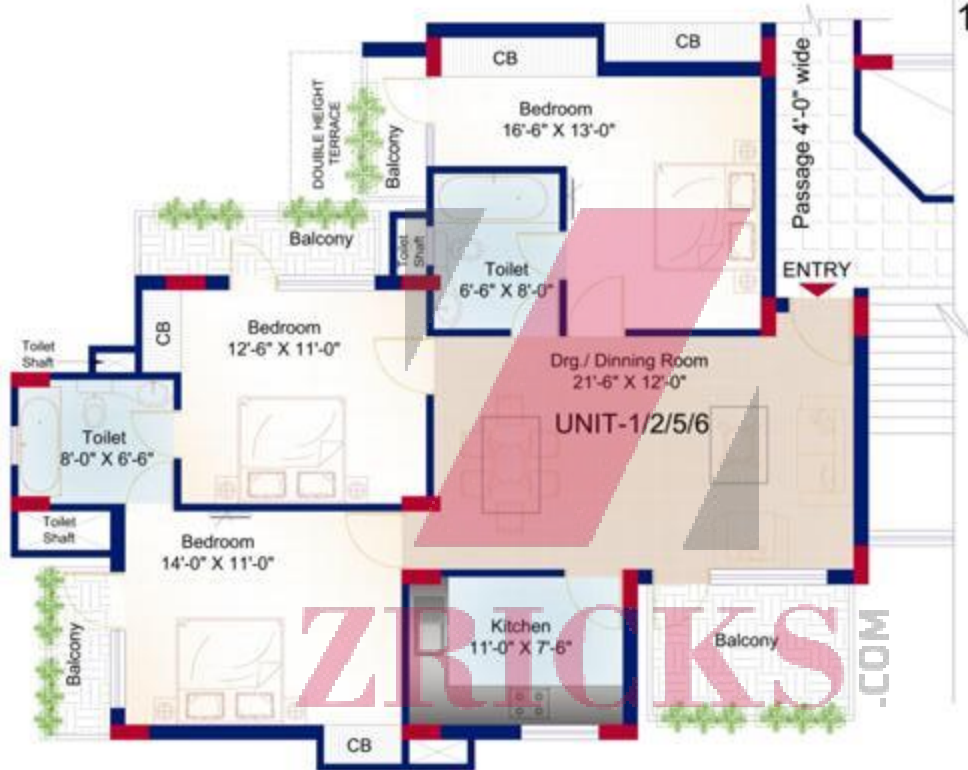 1
CB
CB
DOUBLE HEIGHT
TERRACE
Balcony
Bedroom
16'-6" X 13'-0"
Passage 4'-0" wide
Balcony
Toilet
Shaft
Toilet
6'-6" X 8'-0"
ENTRY
CB
Bedroom
12'-6" X 11'-0"
Toilet
Shaft
Drg./ Dinning Room
21'-6" X 12'-0"
UNIT-1/2/5/6
Toilet
8'-0" X 6'-6"
Toilet
Shaft
Bedroom
14'-0" X 11'-0"
Balcony
Kitchen
11'-0" X 7'-6"
Balcony
ZRICKS
.COM
CB